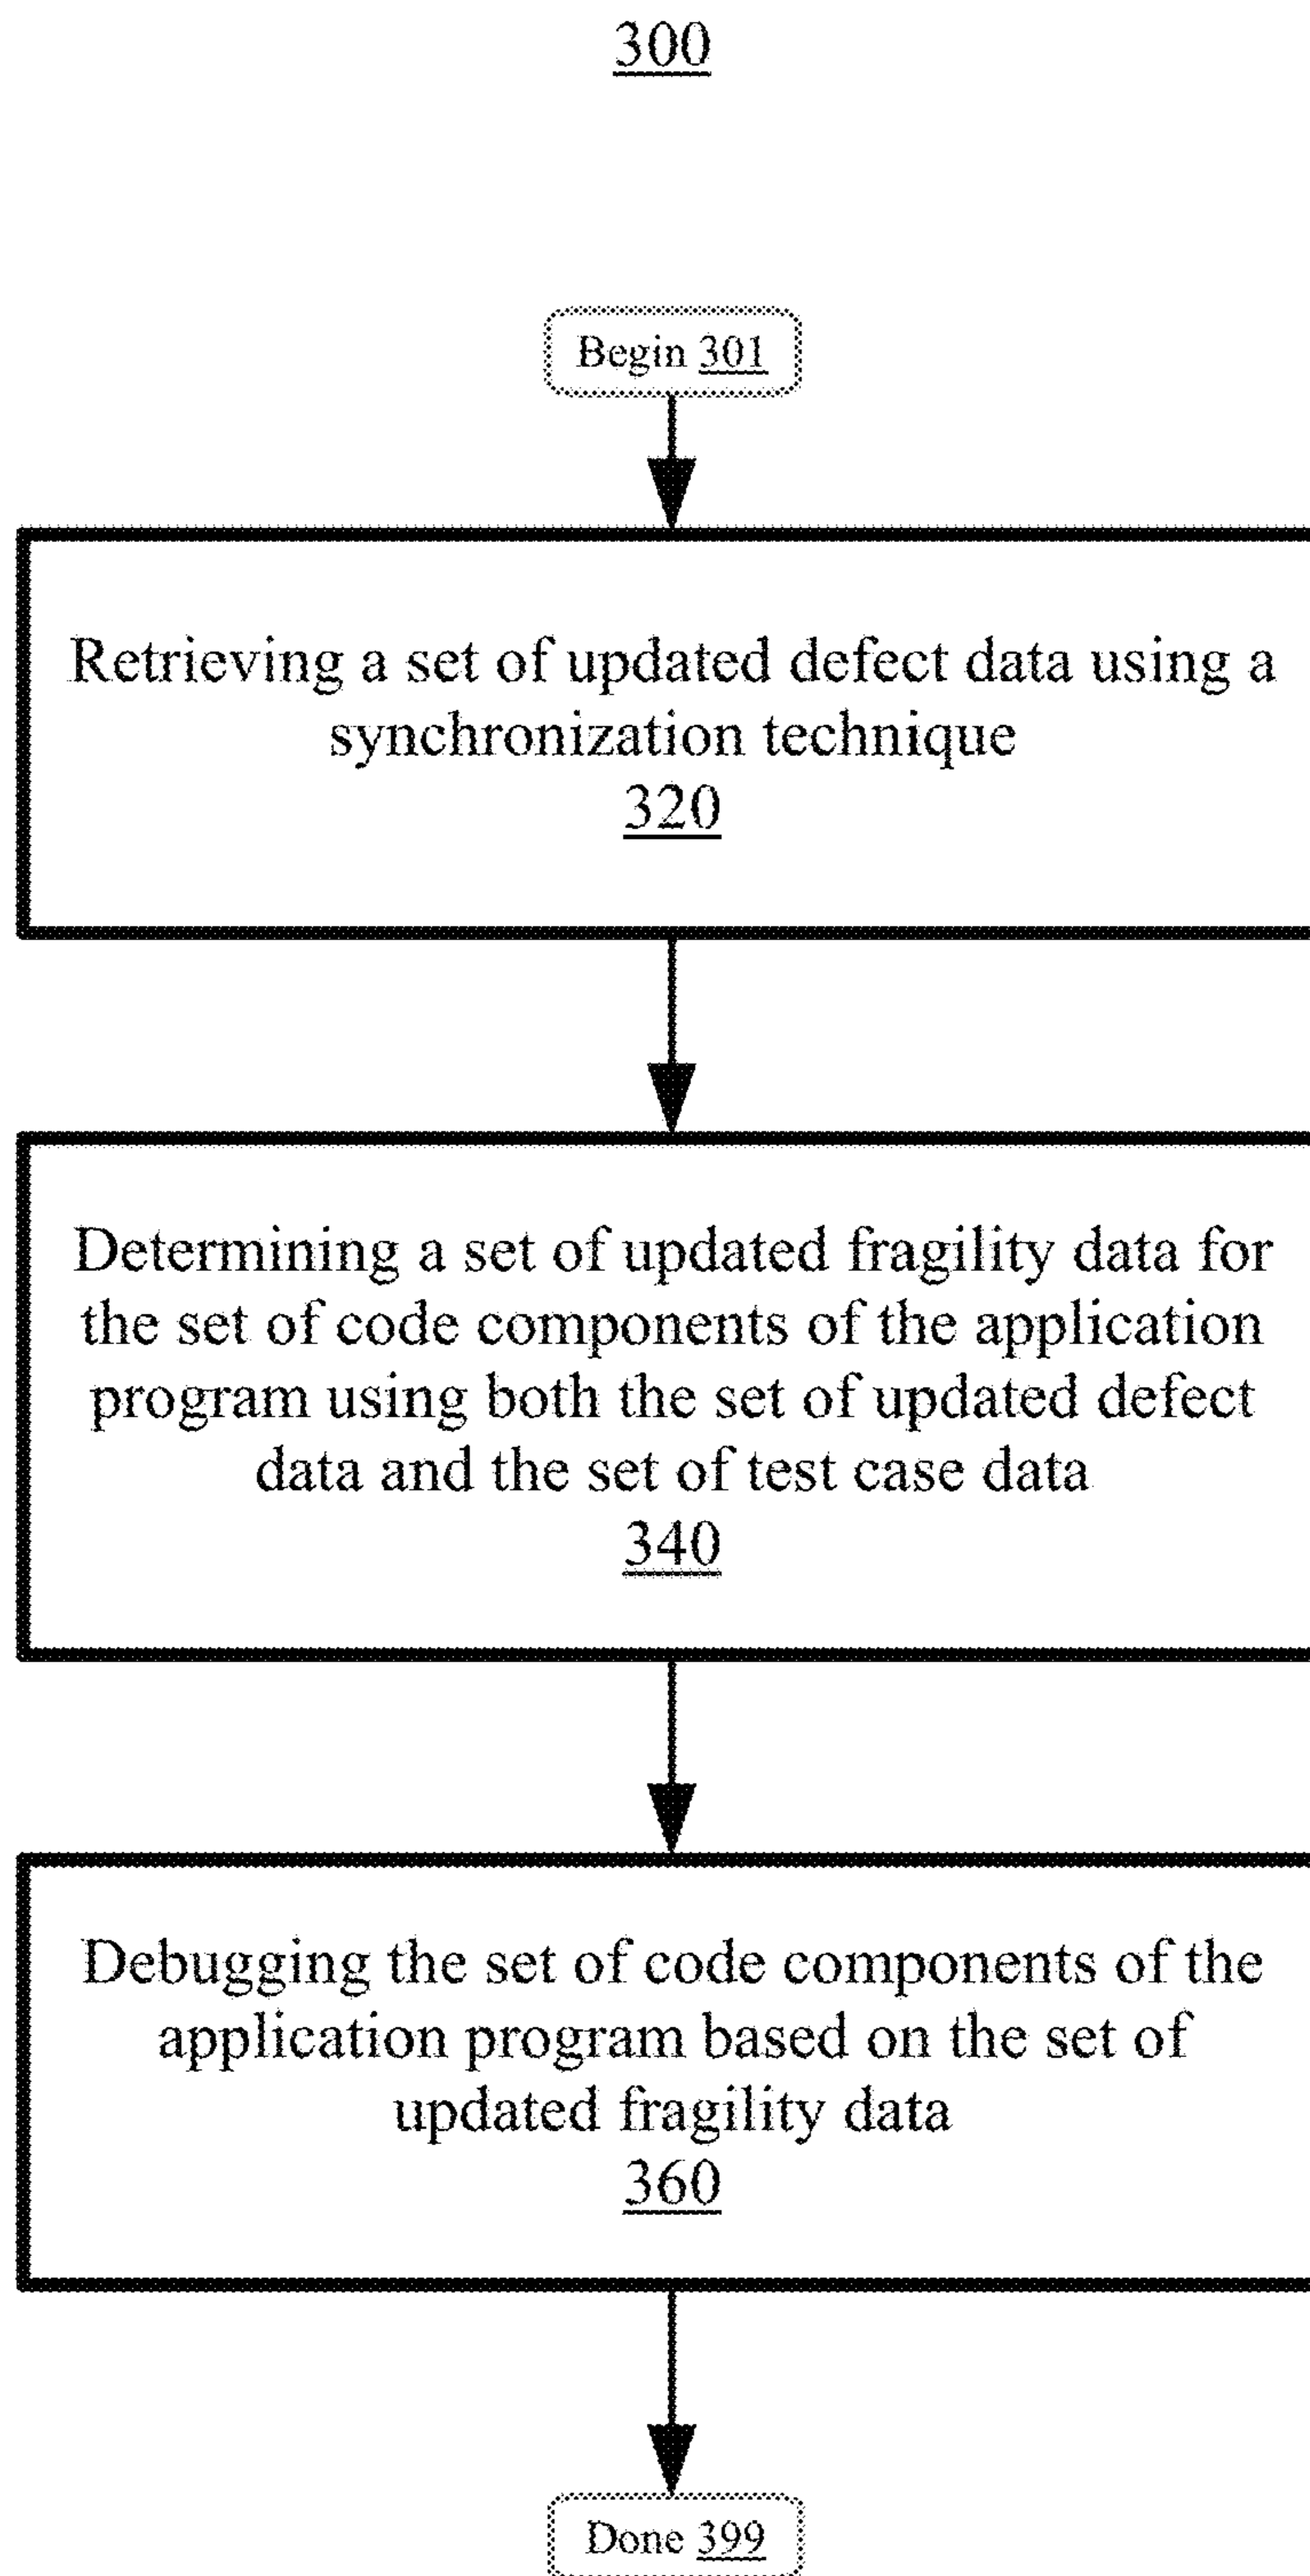 300
Begin 301
Retrieving a set of updated defect data using a
synchronization technique
320
Determining a set of updated fragility data for
the set of code components of the application
program using both the set of updated defect
data and the set of test case data
340
Debugging the set of code components of the
application program based on the set of
updated fragility data
360
Done 399